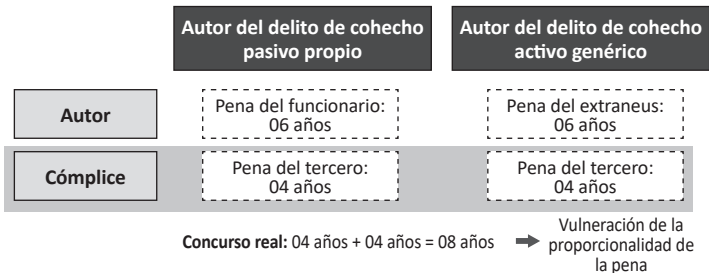 Autor del delito de cohecho
pasivo propio
Autor del delito de cohecho
activo genérico
Autor
Pena del funcionario:
06 años
Pena del extraneus:
06 años
Cómplice
Pena del tercero:
04 años
Pena del tercero:
04 años
Concurso real: 04 años + 04 años = 08 años
Vulneración de la
proporcionalidad de
la pena